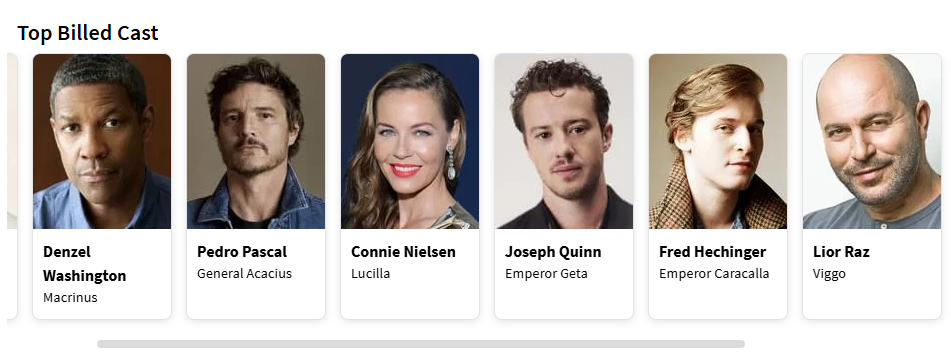 Top Billed Cast
Denzel
Washington
Macrinus
Pedro Pascal
General Acacius
Connie Nielsen
Lucilla
Joseph Quinn
Emperor Geta
Fred Hechinger
Emperor Caracalla
Lior Raz
Viggo